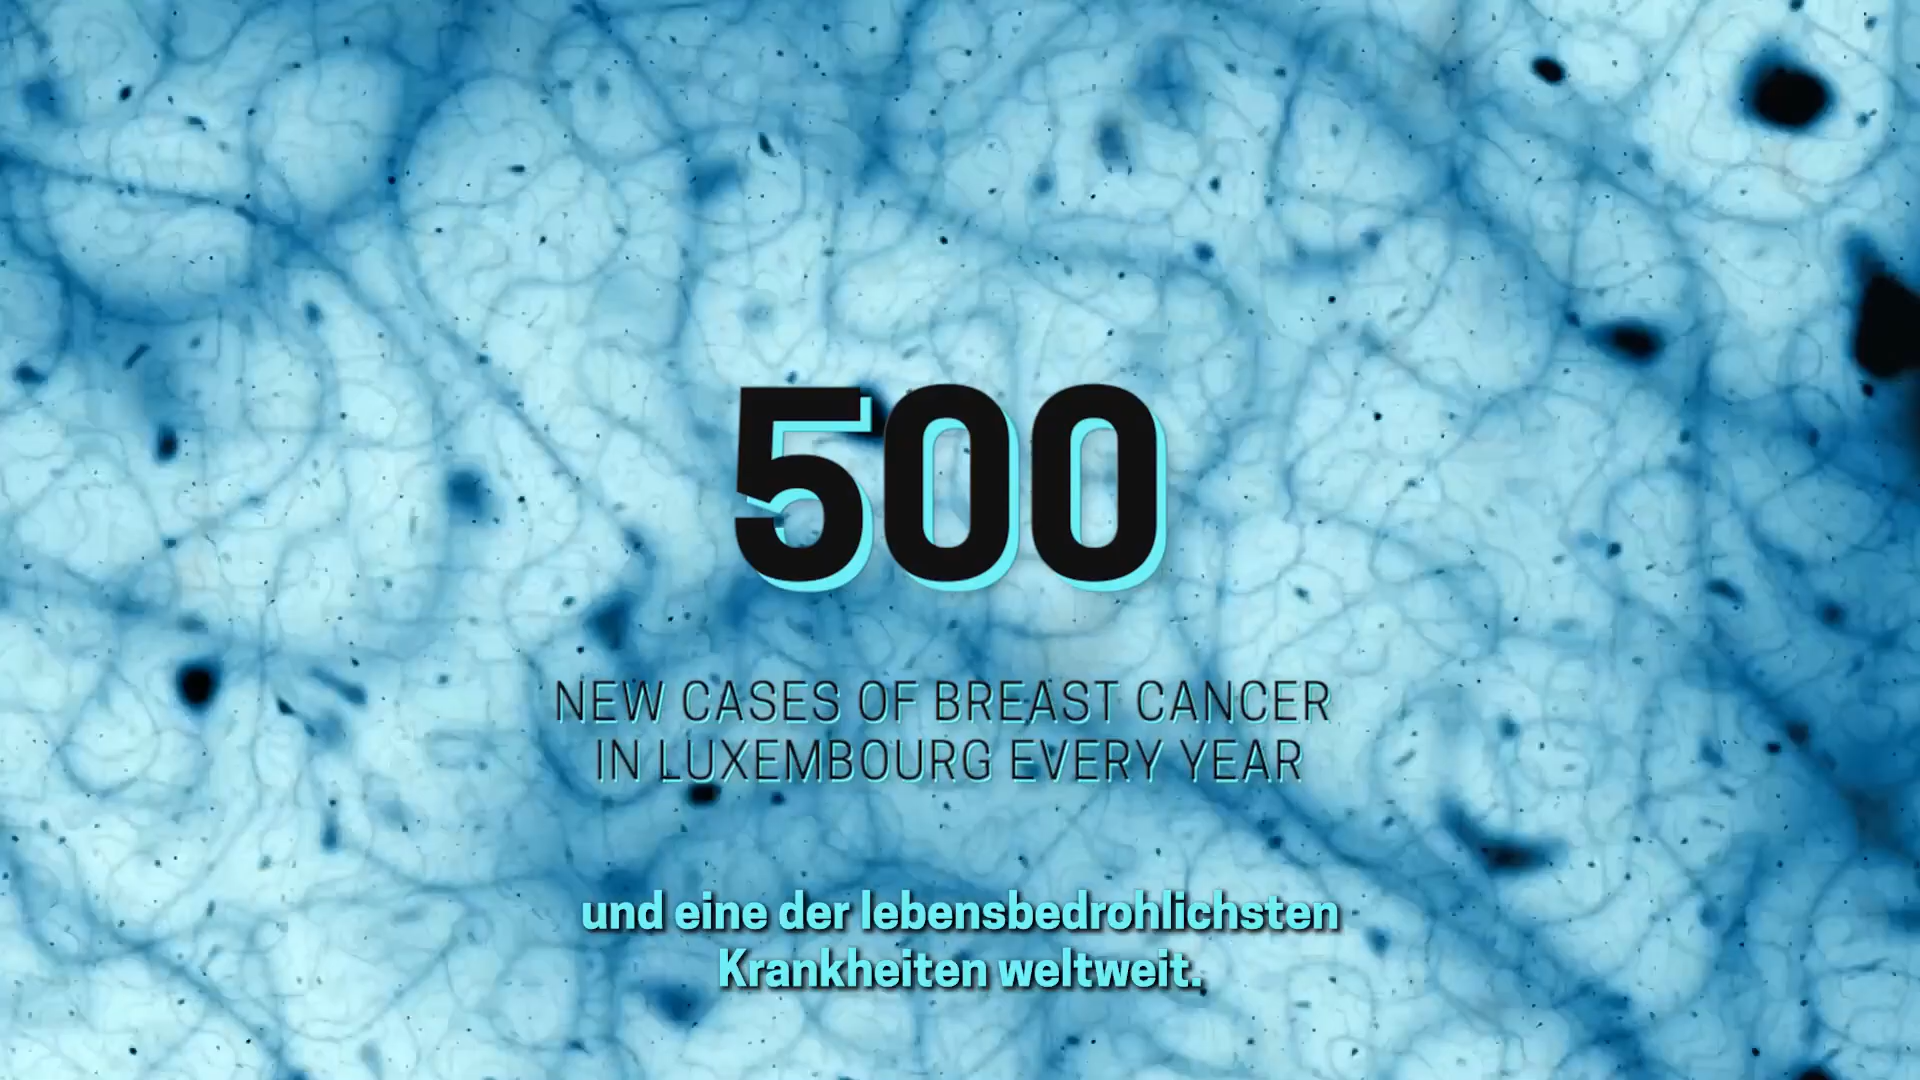 500
NEW CASES OF BREAST CANCER
IN LUXEMBOURG EVERY YEAR
und eine der lebensbedrohlichsten
Krankheiten weltweit.